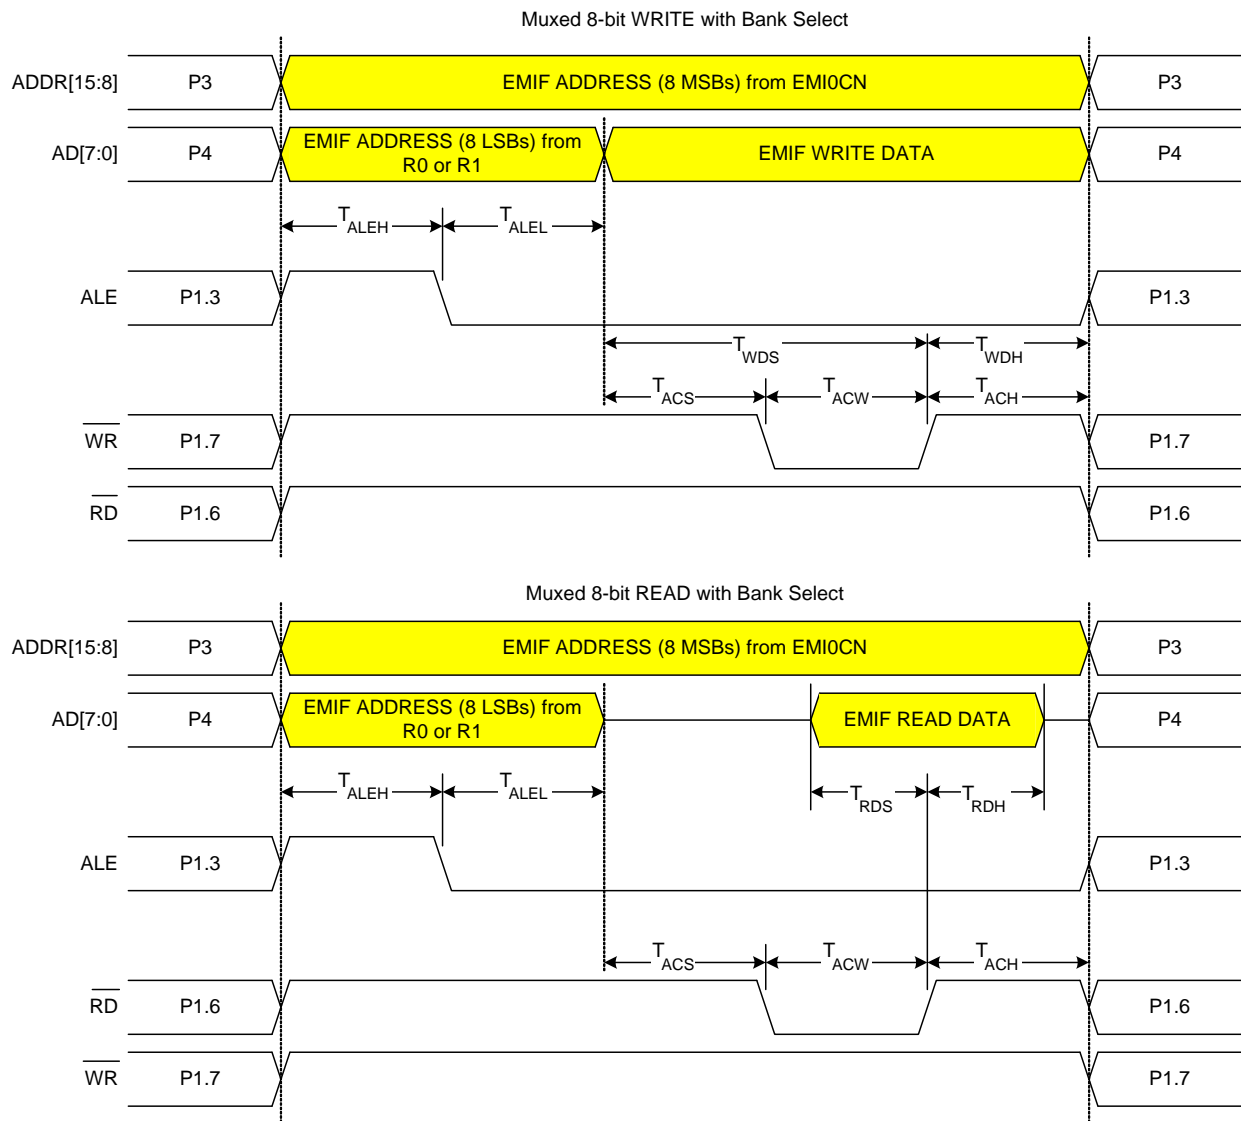 Muxed 8-bit WRITE with Bank Select
ADDR[15:8] P3 EMIF ADDRESS (8 MSBs) from EMI0CN P3
AD[7:0] P4 EMIF ADDRESS (8 LSBs) from R0 or R1 EMIF WRITE DATA P4
TALEH TALEL
ALE P1.3 P1.3
TWDS TWDH
TACS TACW TACH
WR P1.7 P1.7
RD P1.6 P1.6
Muxed 8-bit READ with Bank Select
ADDR[15:8] P3 EMIF ADDRESS (8 MSBs) from EMI0CN P3
AD[7:0] P4 EMIF ADDRESS (8 LSBs) from R0 or R1 EMIF READ DATA P4
TALEH TALEL TRDS TRDH
ALE P1.3 P1.3
TACS TACW TACH
RD P1.6 P1.6
WR P1.7 P1.7